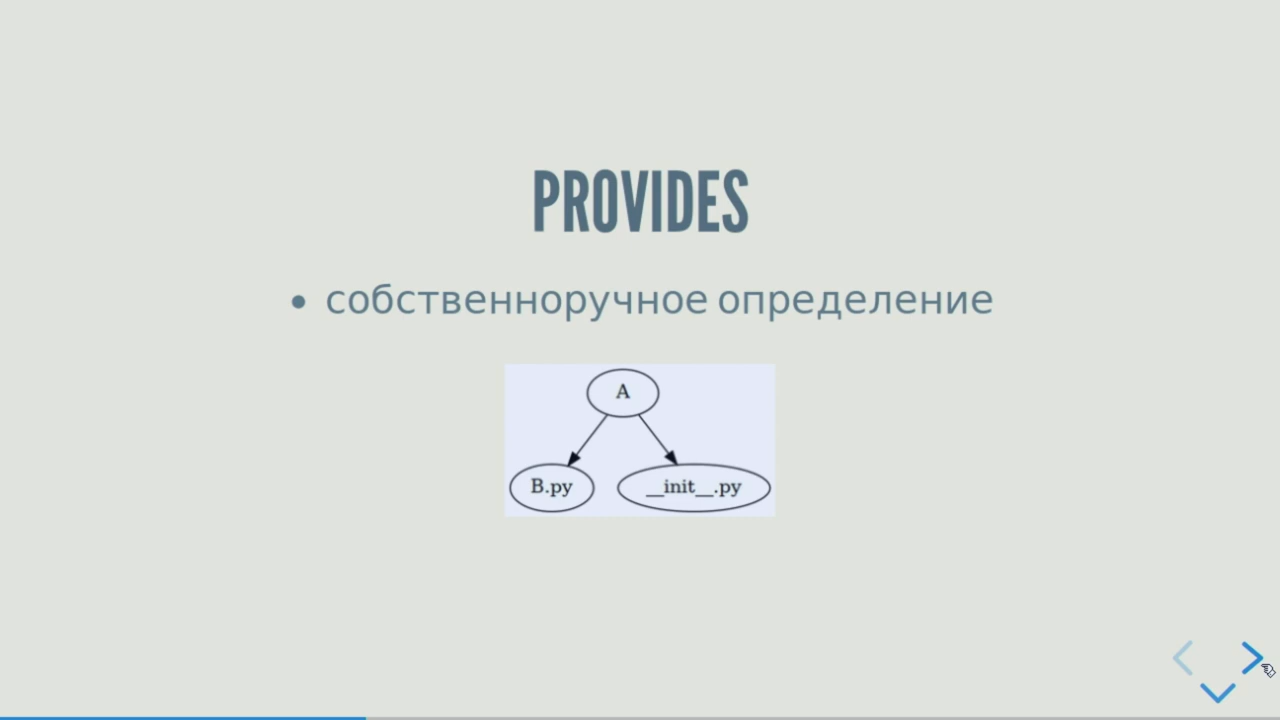 PROVIDES
• собственноручное определение
A
B.py
__init__.py